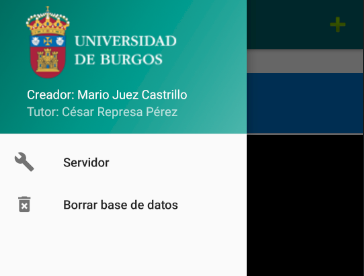 UNIVERSIDAD
DE BURGOS
Creador: Mario Juez Castrillo
Tutor: César Represa Pérez
Servidor
Borrar base de datos